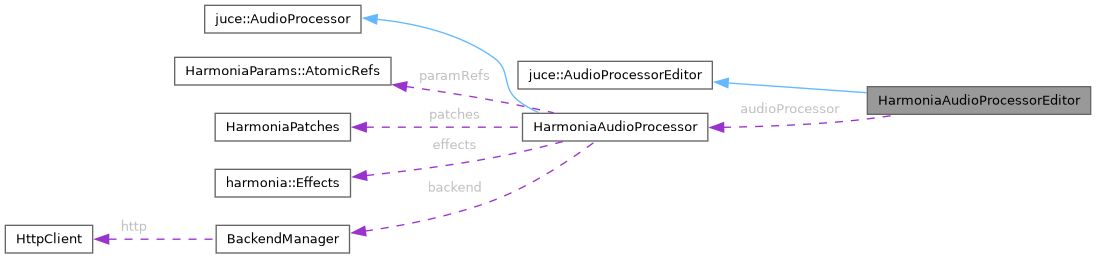 juce::AudioProcessor
HarmoniaParams::AtomicRefs
paramRefs
juce::AudioProcessorEditor
HarmoniaAudioProcessorEditor
audioProcessor
patches
HarmoniaPatches
HarmoniaAudioProcessor
effects
harmonia::Effects
backend
http
HttpClient
BackendManager